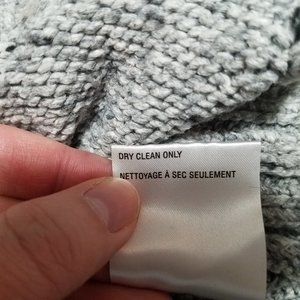 DRY CLEAN ONLY
NETTOYAGE À SEC SEULEMENT